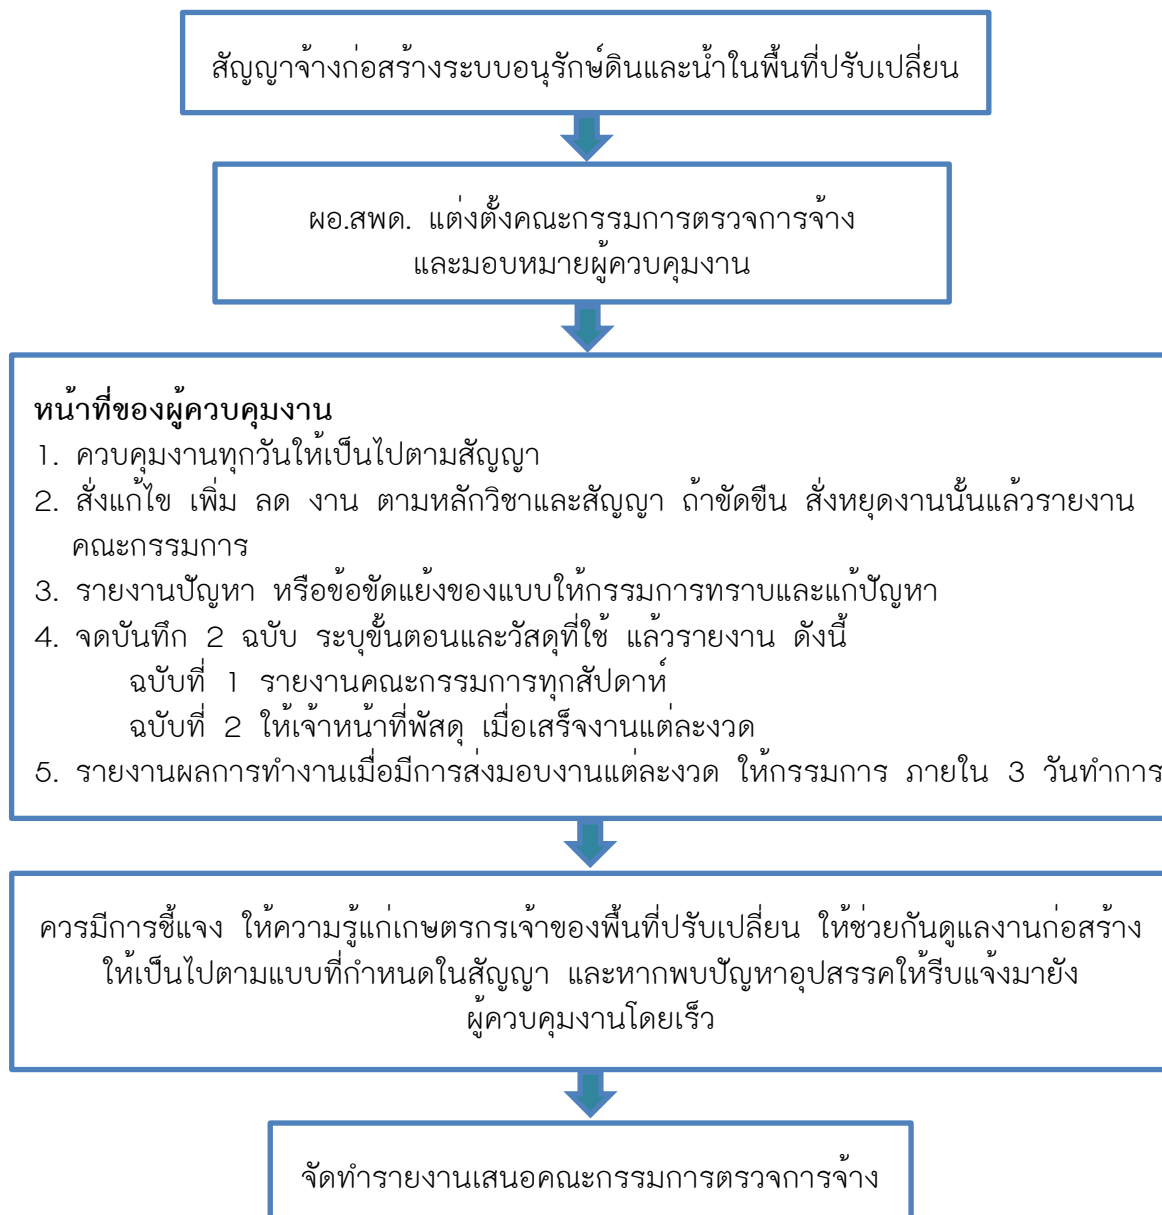 สัญญาจ้างก่อสร้างระบบอนุรักษ์ดินและน้ำในพื้นที่ปรับเปลี่ยน
ผอ.สพด. แต่งตั้งคณะกรรมการตรวจการจ้าง
และมอบหมายผู้ควบคุมงาน
หน้าที่ของผู้ควบคุมงาน
1. ควบคุมงานทุกวันให้เป็นไปตามสัญญา
2. สั่งแก้ไข เพิ่ม ลด งาน ตามหลักวิชาและสัญญา ถ้าขัดขืน สั่งหยุดงานนั้นแล้วรายงาน
คณะกรรมการ
3. รายงานปัญหา หรือข้อขัดแย้งของแบบให้กรรมการทราบและแก้ปัญหา
4. จดบันทึก 2 ฉบับ ระบุขั้นตอนและวัสดุที่ใช้ แล้วรายงาน ดังนี้
ฉบับที่ 1 รายงานคณะกรรมการทุกสัปดาห์
ฉบับที่ 2 ให้เจ้าหน้าที่พัสดุ เมื่อเสร็จงานแต่ละงวด
5. รายงานผลการทำงานเมื่อมีการส่งมอบงานแต่ละงวด ให้กรรมการ ภายใน 3 วันทำการ
ควรมีการชี้แจง ให้ความรู้แก่เกษตรกรเจ้าของพื้นที่ปรับเปลี่ยน ให้ช่วยกันดูแลงานก่อสร้าง
ให้เป็นไปตามแบบที่กำหนดในสัญญา และหากพบปัญหาอุปสรรคให้รีบแจ้งมายัง
ผู้ควบคุมงานโดยเร็ว
จัดทำรายงานเสนอคณะกรรมการตรวจการจ้าง